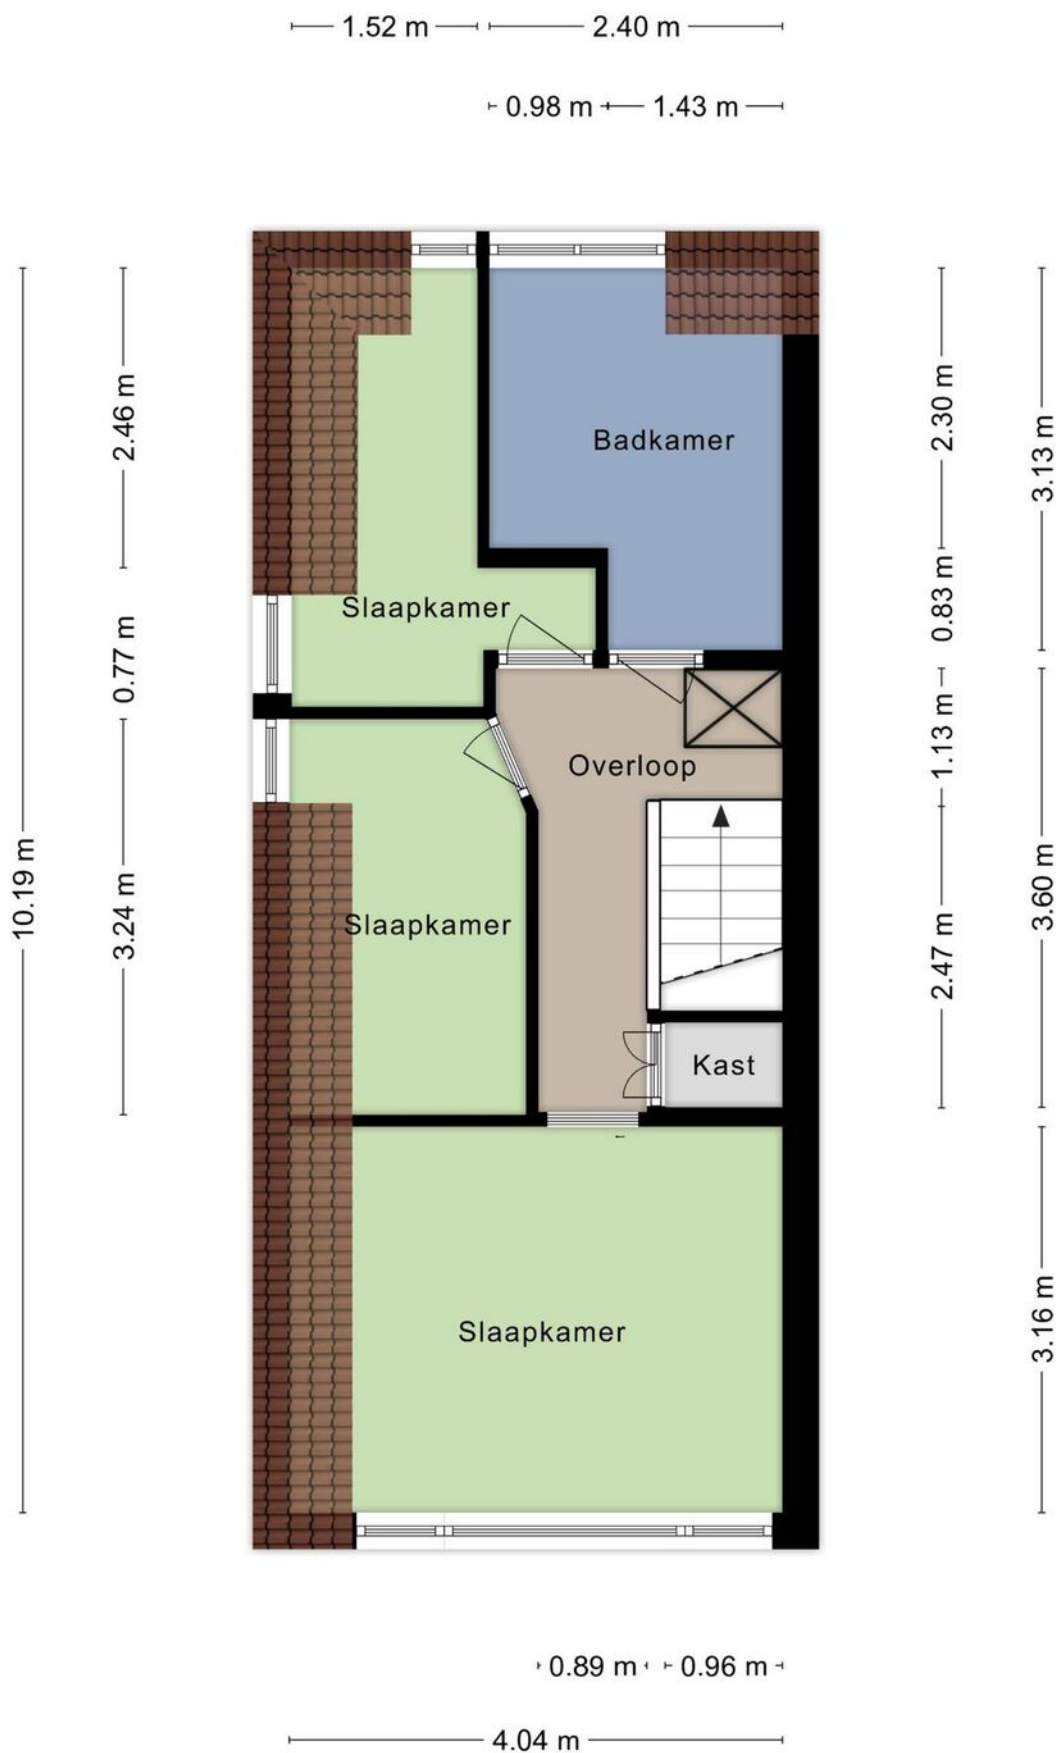 1.52 m
2.40 m
0.98 m
1.43 m
2.46 m
2.30 m
3.13 m
Badkamer
Slaapkamer
0.77 m
0.83 m
1.13 m
Overloop
10.19 m
3.24 m
Slaapkamer
2.47 m
3.60 m
Kast
Slaapkamer
3.16 m
0.89 m
0.96 m
4.04 m